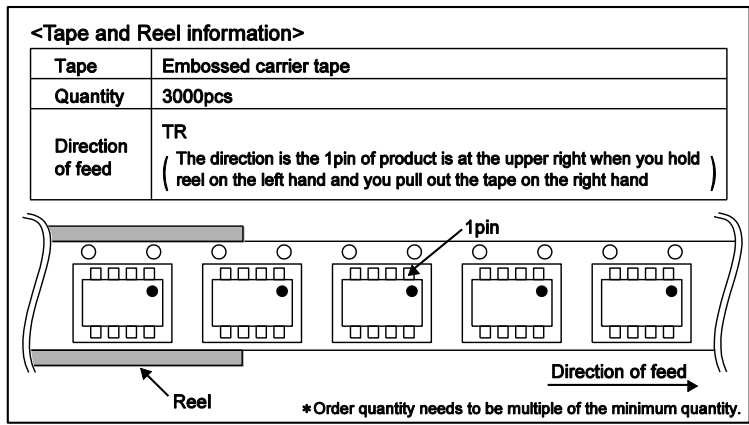 <Tape and Reel information>
Tape Embossed carrier tape
Quantity 3000pcs
Direction of feed TR
( The direction is the 1pin of product is at the upper right when you hold
reel on the left hand and you pull out the tape on the right hand )
1pin
Direction of feed
Reel
*Order quantity needs to be multiple of the minimum quantity.